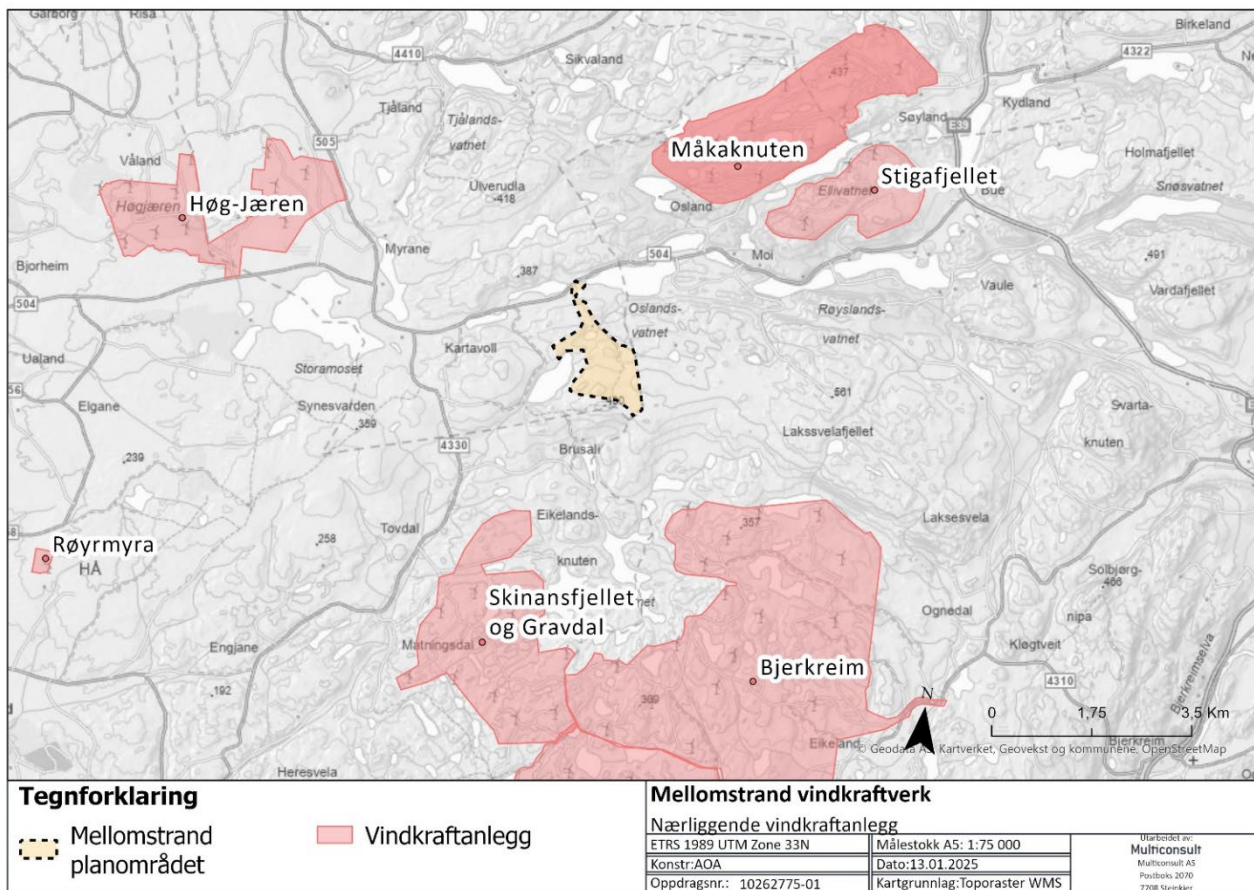 Garborg
Risa
4410
Sikvaland
437
Birkeland
4322
Tjåland
Tjålands-
vatnet
505
Kydland
Søyland
E39
Våland
Måkaknuten
Holmafjellet
Ulverudla
418
Stigafjellet
Ellivatnet
Snøsvatnet
Bue
Høgjæren
Høg-Jæren
Osland
Myrane
504
Moi
491
Bjorheim
387
Vaule
Vardafjellet
504
Oslands-
vatnet
Røyslands-
vatnet
Ualand
Kartavoll
Storamoset
56
Elgane
Synesvarden
359
561
Svarta-
knuten
4330
Lakssvelafjellet
Brusali
239
Eikelands-
knuten
357
Laksesvela
Tovdal
258
Røyrmyra
HÅ
Solbjørg-
nipa
466
Skinansfjellet
og Gravdal
Matningsdal
Ognedal
Kløgtveit
Engjane
Bjerkreim
4310
Bjerkreimselva
192
309
N
0 1,75 3,5 Km
Eikeland
Bjerkreim
Heresvela
© Geodata AS, Kartverket, Geovekst og kommunene, OpenStreetMap
Tegnforklaring
Mellomstrand
planområdet
Vindkraftanlegg
Mellomstrand vindkraftverk
Nærliggende vindkraftanlegg
ETRS 1989 UTM Zone 33N
Målestokk A5: 1:75 000
Konstr:AOA
Dato:13.01.2025
Oppdragsnr.: 10262775-01
Kartgrunnlag:Toporaster WMS
Utarbeidet av:
Multiconsult
Multiconsult AS
Postboks 2070
7708 Steinkjer